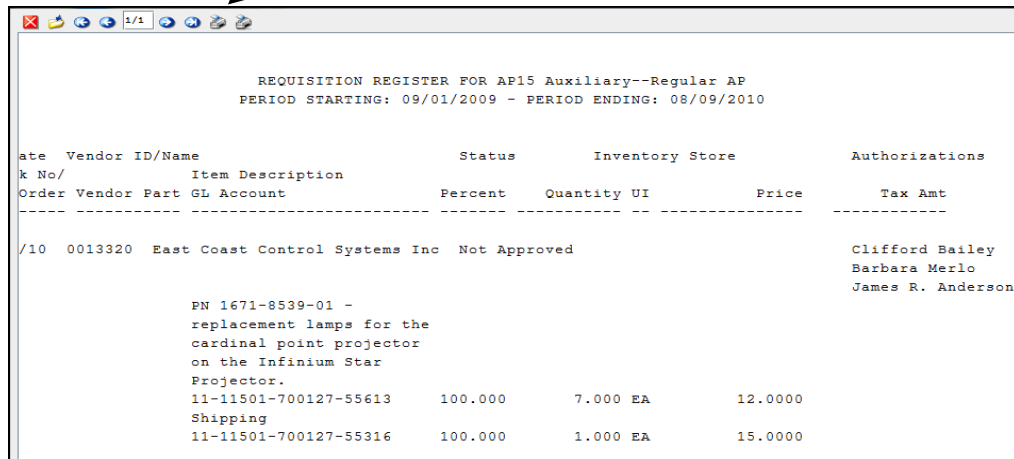 1/1
REQUISITION REGISTER FOR AP15 Auxiliary--Regular AP
PERIOD STARTING: 09/01/2009 - PERIOD ENDING: 08/09/2010
ate Vendor ID/Name Status Inventory Store Authorizations
k No/ Item Description
Order Vendor Part GL Account Percent Quantity UI Price Tax Amt
----- ----------- ------------------------- ------- ----------- -- --------------- ------------
/10 0013320 East Coast Control Systems Inc Not Approved Clifford Bailey
Barbara Merlo
James R. Anderson
PN 1671-8539-01 -
replacement lamps for the
cardinal point projector
on the Infinium Star
Projector.
11-11501-700127-55613 100.000 7.000 EA 12.0000
Shipping
11-11501-700127-55316 100.000 1.000 EA 15.0000